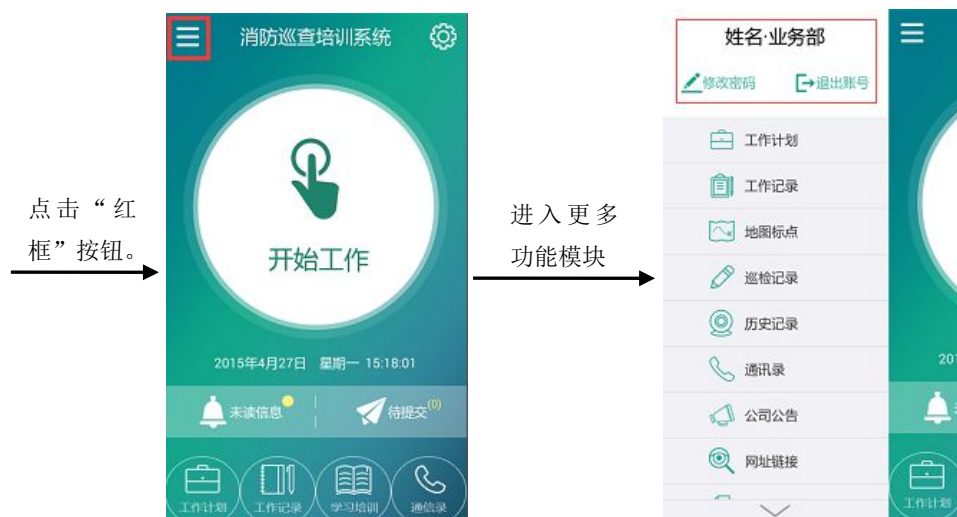 点击“红
框”按钮。
消防巡查培训系统
开始工作
2015年4月27日 星期一 15:18:01
未读信息
待提交(0)
工作计划
工作记录
学习培训
通信录
进入更多
功能模块
姓名·业务部
修改密码 退出账号
工作计划
工作记录
地图标点
巡检记录
历史记录
通讯录
公司公告
网址链接
201
工作计划